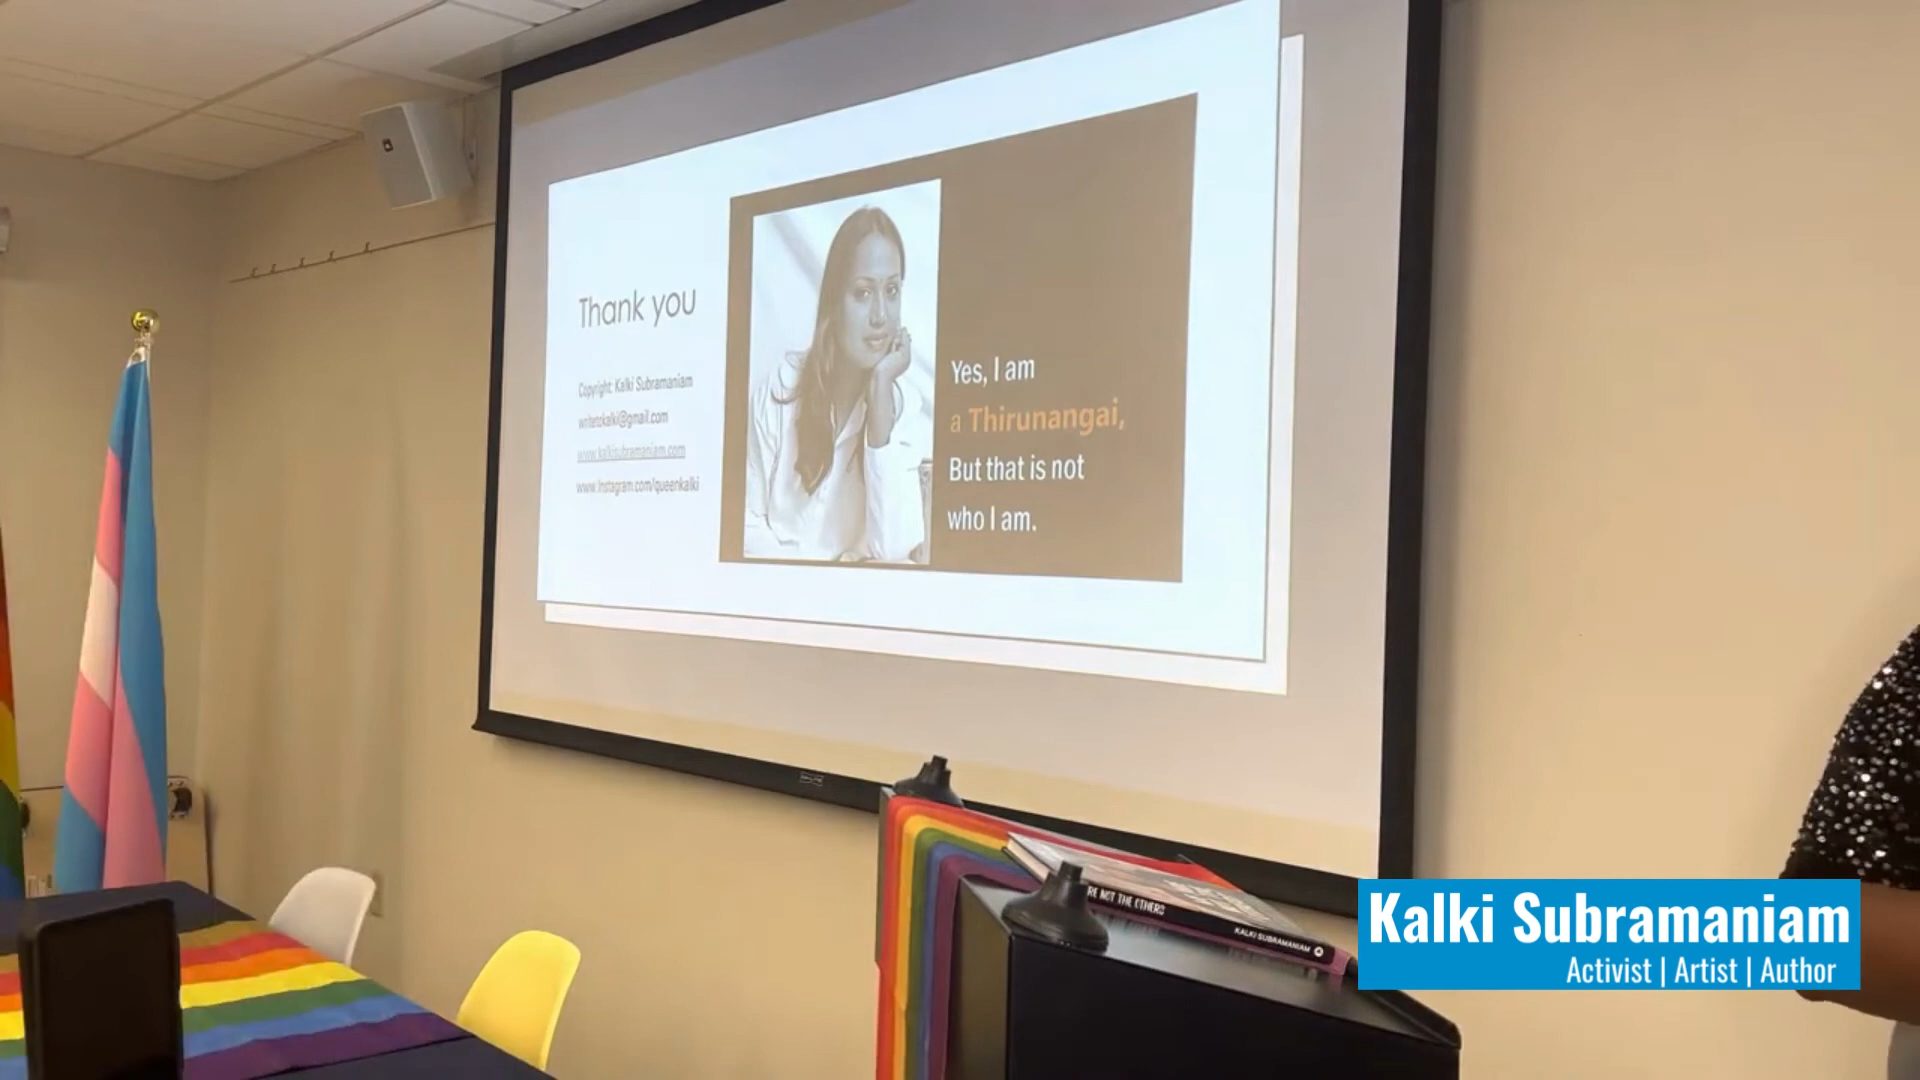 Thank you
Copyright: Kalki Subramaniam
writetokalki@gmail.com
www.kalkisubramaniam.com
www.Instagram.com/queenkalki
Yes, I am
a Thirunangai,
But that is not
who I am.
RE NOT THE OTHERS
KALKI SUBRAMANIAM
Kalki Subramaniam
Activist | Artist | Author